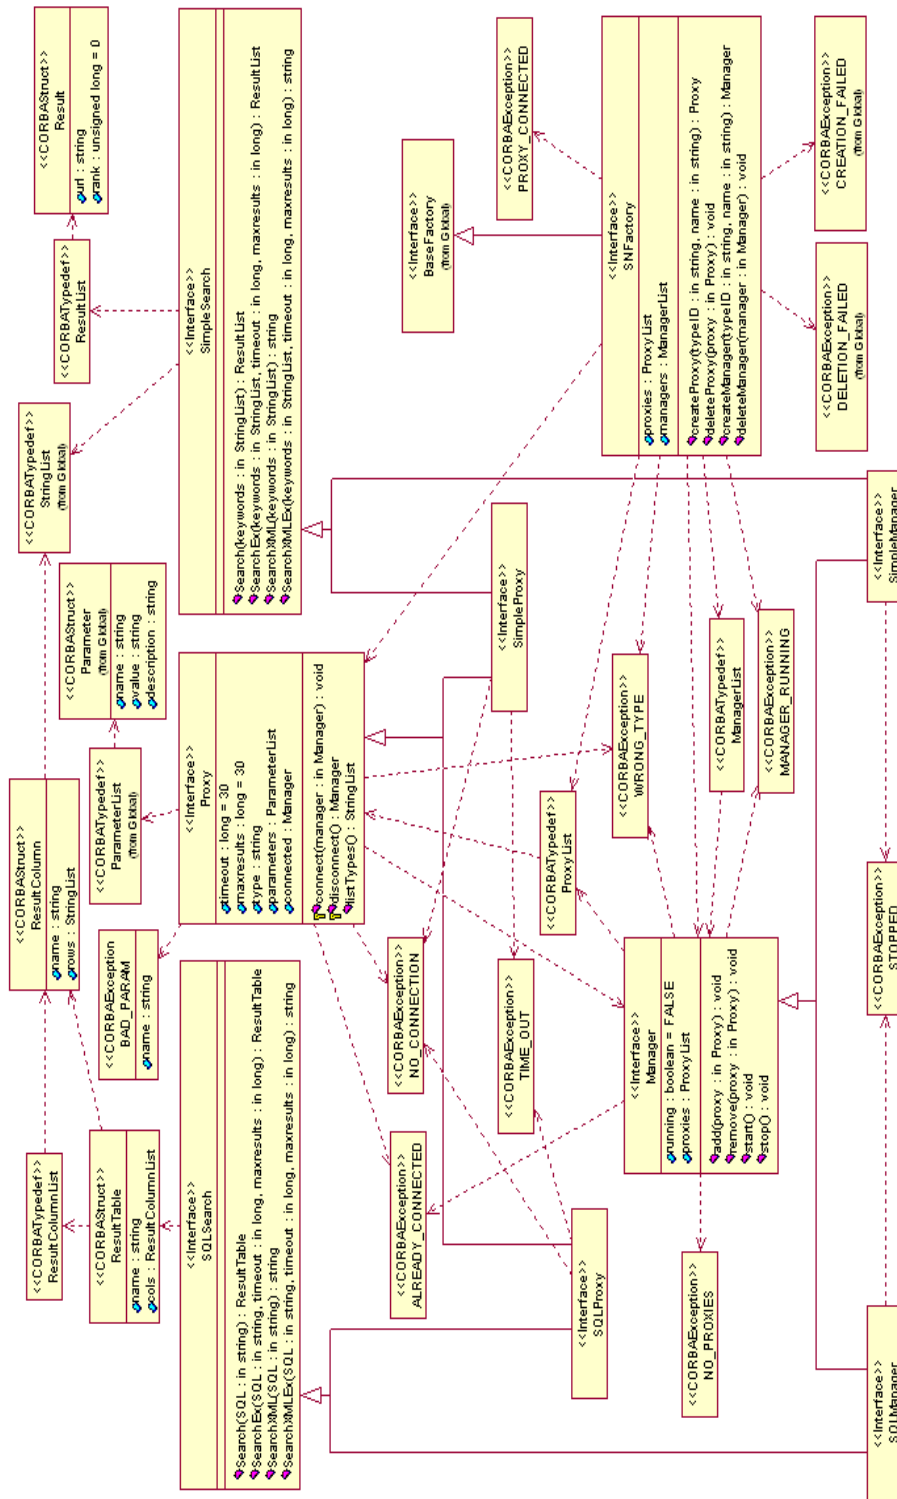 <<CORBATypedef>>
ResultColumnList
<<CORBAStruct>>
ResultTable
name : string
cols : ResultColumnList
<<Interface>>
SQLSearch
Search(SQL : in string) : ResultTable
SearchEx(SQL : in string, timeout : in long, maxresults : in long) : ResultTable
SearchXML(SQL : in string) : string
SearchXMLEx(SQL : in string, timeout : in long, maxresults : in long) : string
<<CORBAStruct>>
ResultColumn
name : string
rows : StringList
<<CORBAException
BAD_PARAM
name : string
<<CORBATypedef>>
ParameterList
(from Global)
<<CORBAStruct>>
Parameter
(from Global)
name : string
value : string
description : string
<<CORBATypedef>>
StringList
(from Global)
<<CORBATypedef>>
ResultList
<<CORBAStruct>>
Result
url : string
rank : unsigned long = 0
<<Interface>>
SimpleSearch
Search(keywords : in StringList) : ResultList
SearchEx(keywords : in StringList, timeout : in long, maxresults : in long) : ResultList
SearchXML(keywords : in StringList) : string
SearchXMLEx(keywords : in StringList, timeout : in long, maxresults : in long) : string
<<Interface>>
Proxy
timeout : long = 30
maxresults : long = 30
type : string
parameters : ParameterList
connected : Manager
connect(manager : in Manager) : void
disconnect() : Manager
listTypes() : StringList
<<CORBAException>>
ALREADY_CONNECTED
<<CORBAException>>
NO_CONNECTION
<<CORBAException>>
TIME_OUT
<<Interface>>
SQLProxy
<<Interface>>
SimpleProxy
<<Interface>>
BaseFactory
(from Global)
<<CORBAException>>
PROXY_CONNECTED
<<CORBATypedef>>
ProxyList
<<CORBAException>>
WRONG_TYPE
<<CORBATypedef>>
ManagerList
<<CORBAException>>
MANAGER_RUNNING
<<Interface>>
SNFactory
proxies : ProxyList
managers : ManagerList
createProxy(typeID : in string, name : in string) : Proxy
deleteProxy(proxy : in Proxy) : void
createManager(typeID : in string, name : in string) : Manager
deleteManager(manager : in Manager) : void
<<CORBAException>>
DELETION_FAILED
(from Global)
<<CORBAException>>
CREATION_FAILED
(from Global)
<<Interface>>
Manager
running : boolean = FALSE
proxies : ProxyList
add(proxy : in Proxy) : void
remove(proxy : in Proxy) : void
start() : void
stop() : void
<<CORBAException>>
NO_PROXIES
<<Interface>>
SQLManager
<<CORBAException>>
STOPPED
<<Interface>>
SimpleManager